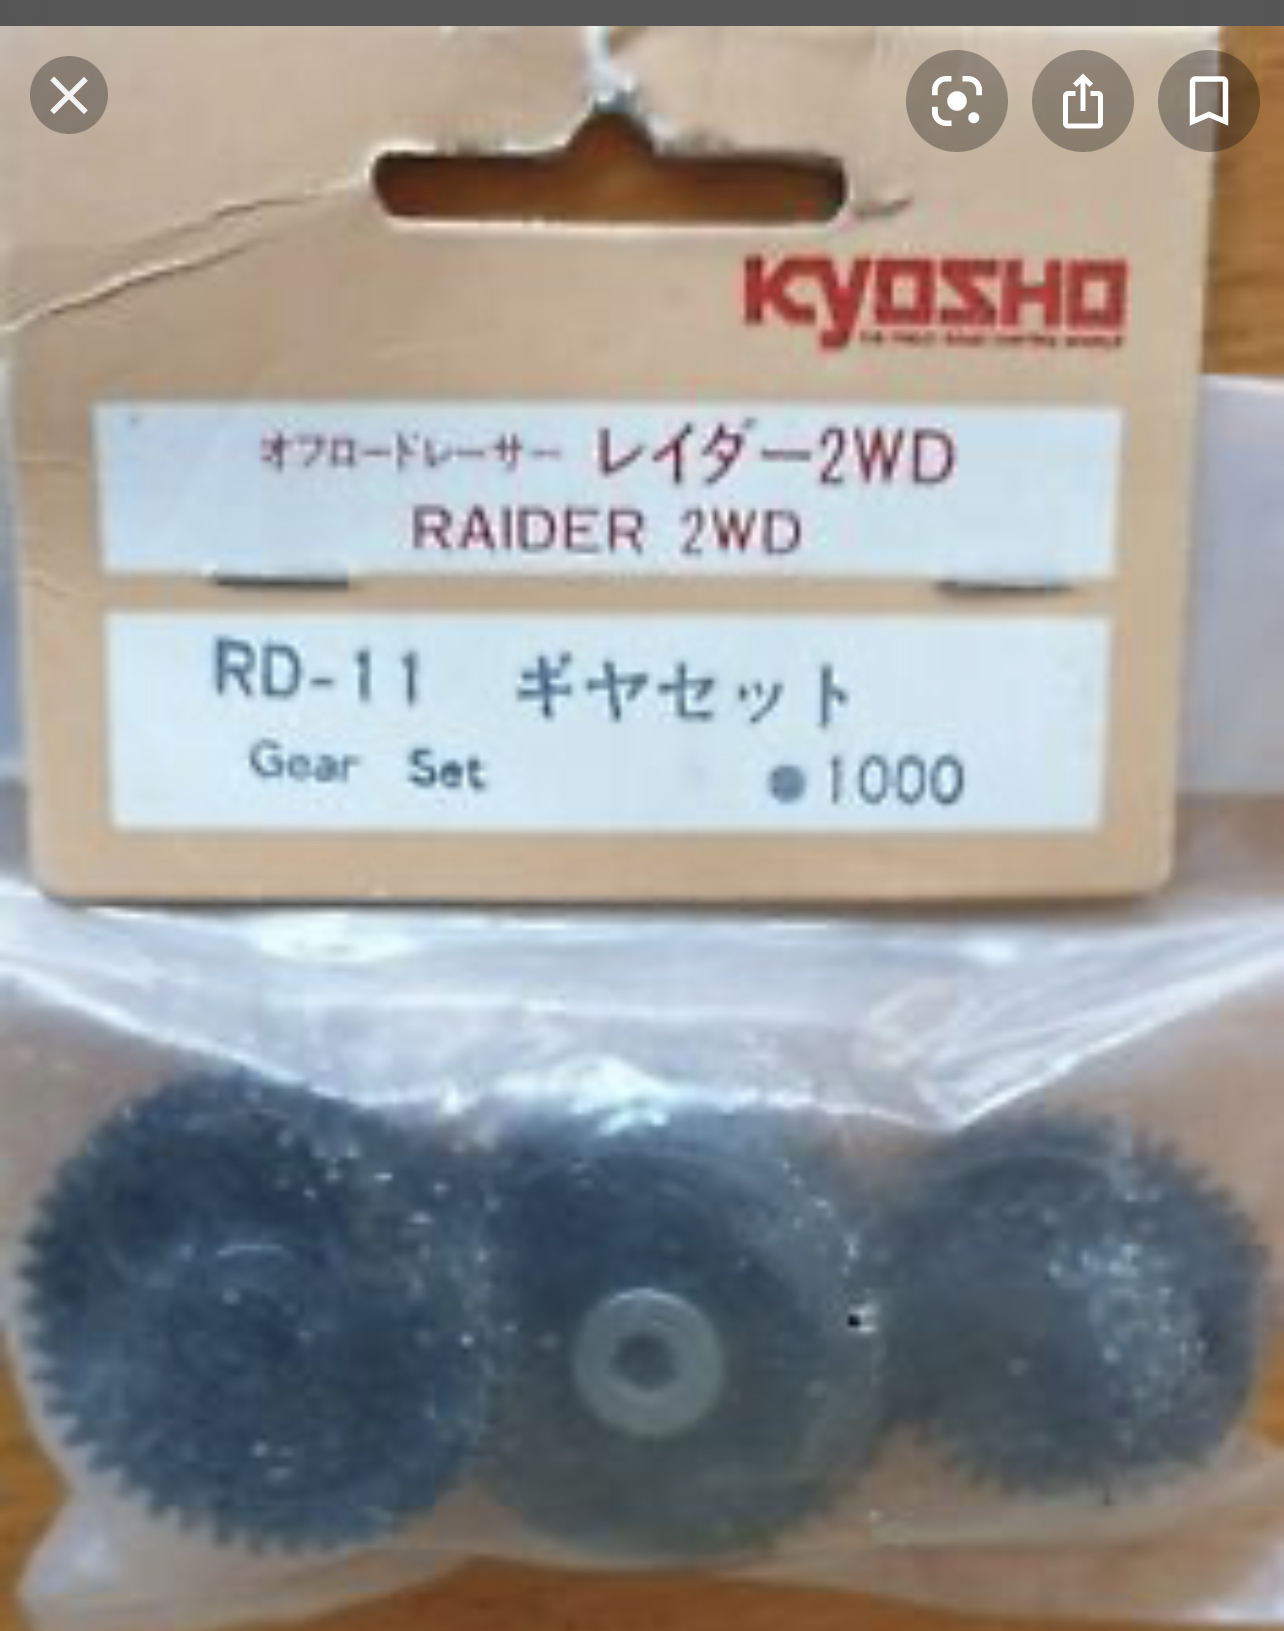 KYOSHO
オフロードレーサー レイダー2WD
RAIDER 2WD
RD-11 ギヤセット
Gear Set ●1000